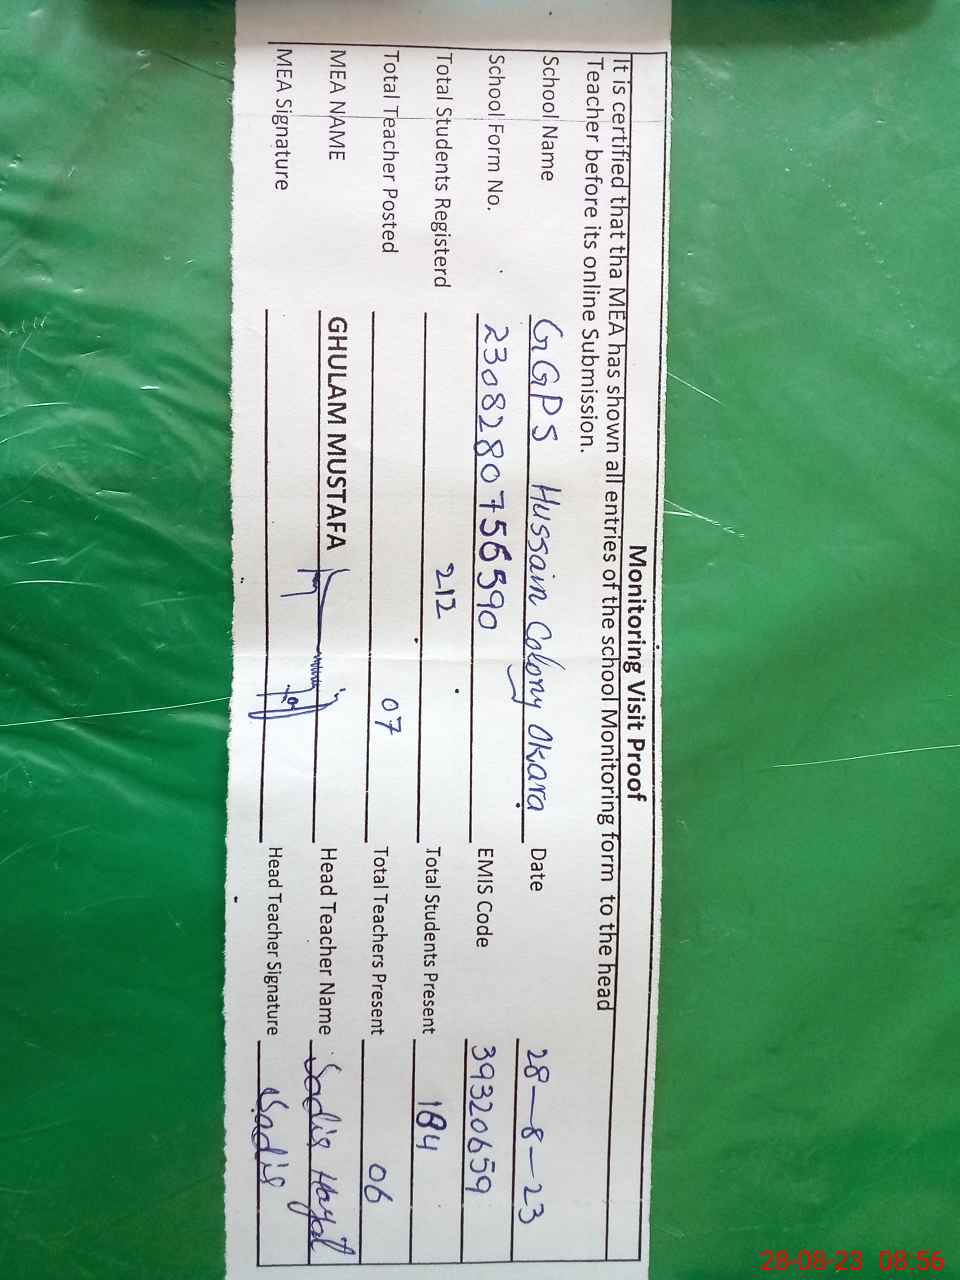 Monitoring Visit Proof
It is certified that tha MEA has shown all entries of the school Monitoring form to the head
Teacher before its online Submission.
School Name GGPS Hussain Colony Okara Date 28-8-23
School Form No. 2308280756590 EMIS Code 39320659
Total Students Registerd 212 Total Students Present 184
Total Teacher Posted 07 Total Teachers Present 06
MEA NAME GHULAM MUSTAFA Head Teacher Name Sadia Hayat
MEA Signature Head Teacher Signature Sadia
28-08-23 08:56